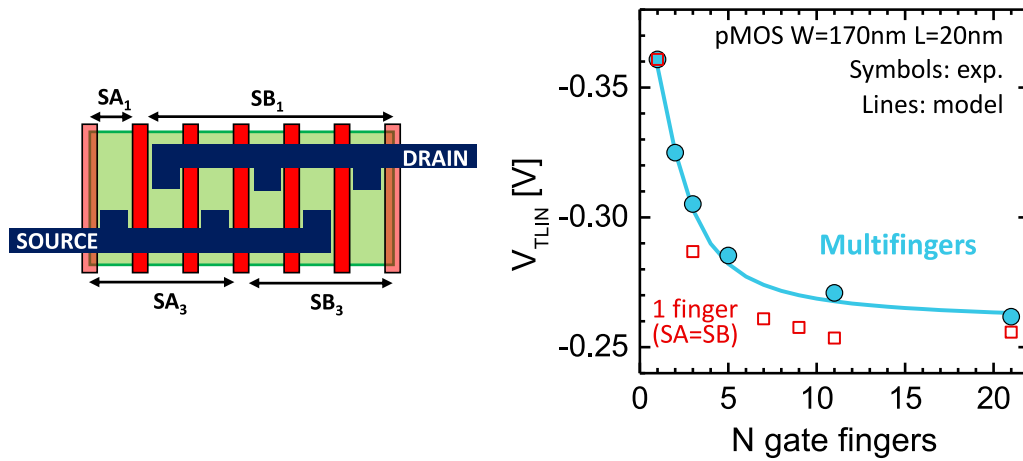 SA₁
SB₁
DRAIN
SOURCE
SA₃
SB₃
pMOS W=170nm L=20nm
Symbols: exp.
Lines: model
Multifingers
1 finger
(SA=SB)
V_TLIN [V]
-0.35
-0.30
-0.25
0
5
10
15
20
N gate fingers